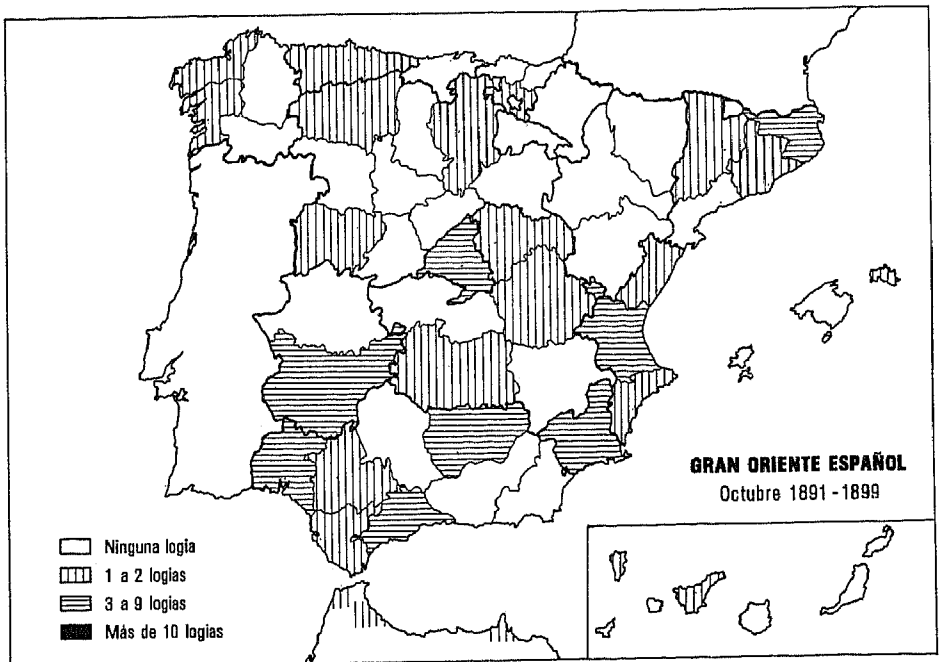 GRAN ORIENTE ESPAÑOL
Octubre 1891-1899
Ninguna logia
1 a 2 logias
3 a 9 logias
Más de 10 logias